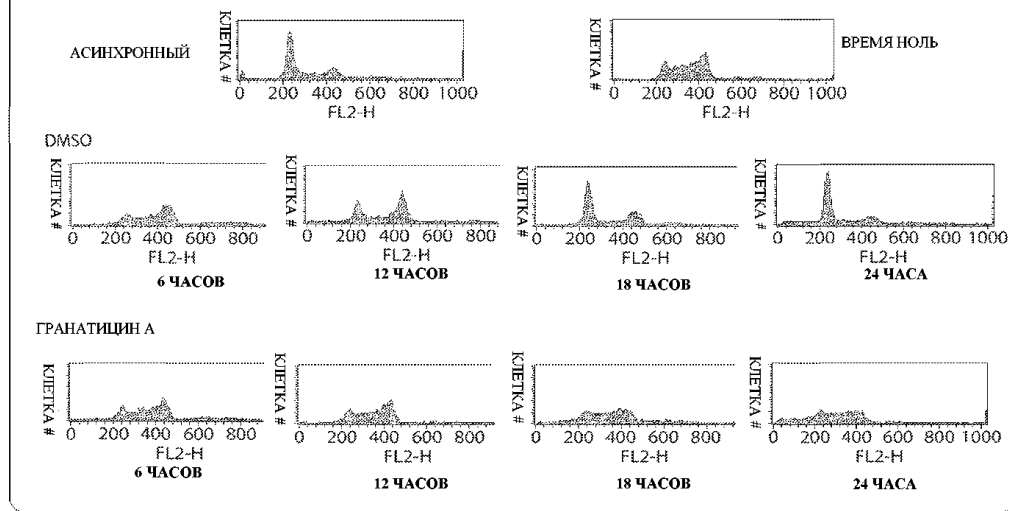 АСИНХРОННЫЙ
КЛЕТКА #
0 200 400 600 800 1000
FL2-H
КЛЕТКА #
0 200 400 600 800 1000
FL2-H
ВРЕМЯ НОЛЬ
DMSO
КЛЕТКА #
0 200 400 600 800
FL2-H
6 ЧАСОВ
КЛЕТКА #
0 200 400 600 800
FL2-H
12 ЧАСОВ
КЛЕТКА #
0 200 400 600 800
FL2-H
18 ЧАСОВ
КЛЕТКА #
0 200 400 600 800 1000
FL2-H
24 ЧАСА
ГРАНАТИЦИН А
КЛЕТКА #
0 200 400 600 800
FL2-H
6 ЧАСОВ
КЛЕТКА #
0 200 400 600 800
FL2-H
12 ЧАСОВ
КЛЕТКА #
0 200 400 600 800
FL2-H
18 ЧАСОВ
КЛЕТКА #
0 200 400 600 800 1000
FL2-H
24 ЧАСА